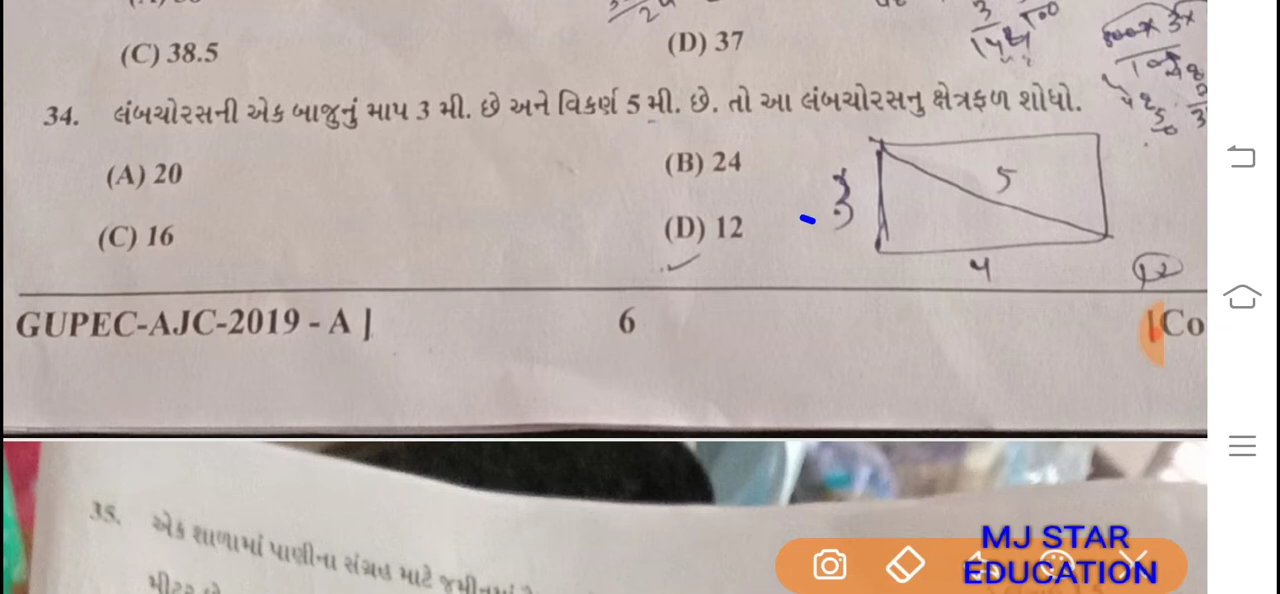 (C) 38.5
(D) 37
34. લંબચોરસની એક બાજુનું માપ 3 મી. છે અને વિકર્ણ 5 મી. છે. તો આ લંબચોરસનુ ક્ષેત્રફળ શોધો.
(A) 20
(B) 24
(C) 16
(D) 12
3
5
4
12
GUPEC-AJC-2019 - A ]
6
[Co
35. એક શાળામાં પાણીના સંગ્રહ માટે
MJ STAR
EDUCATION